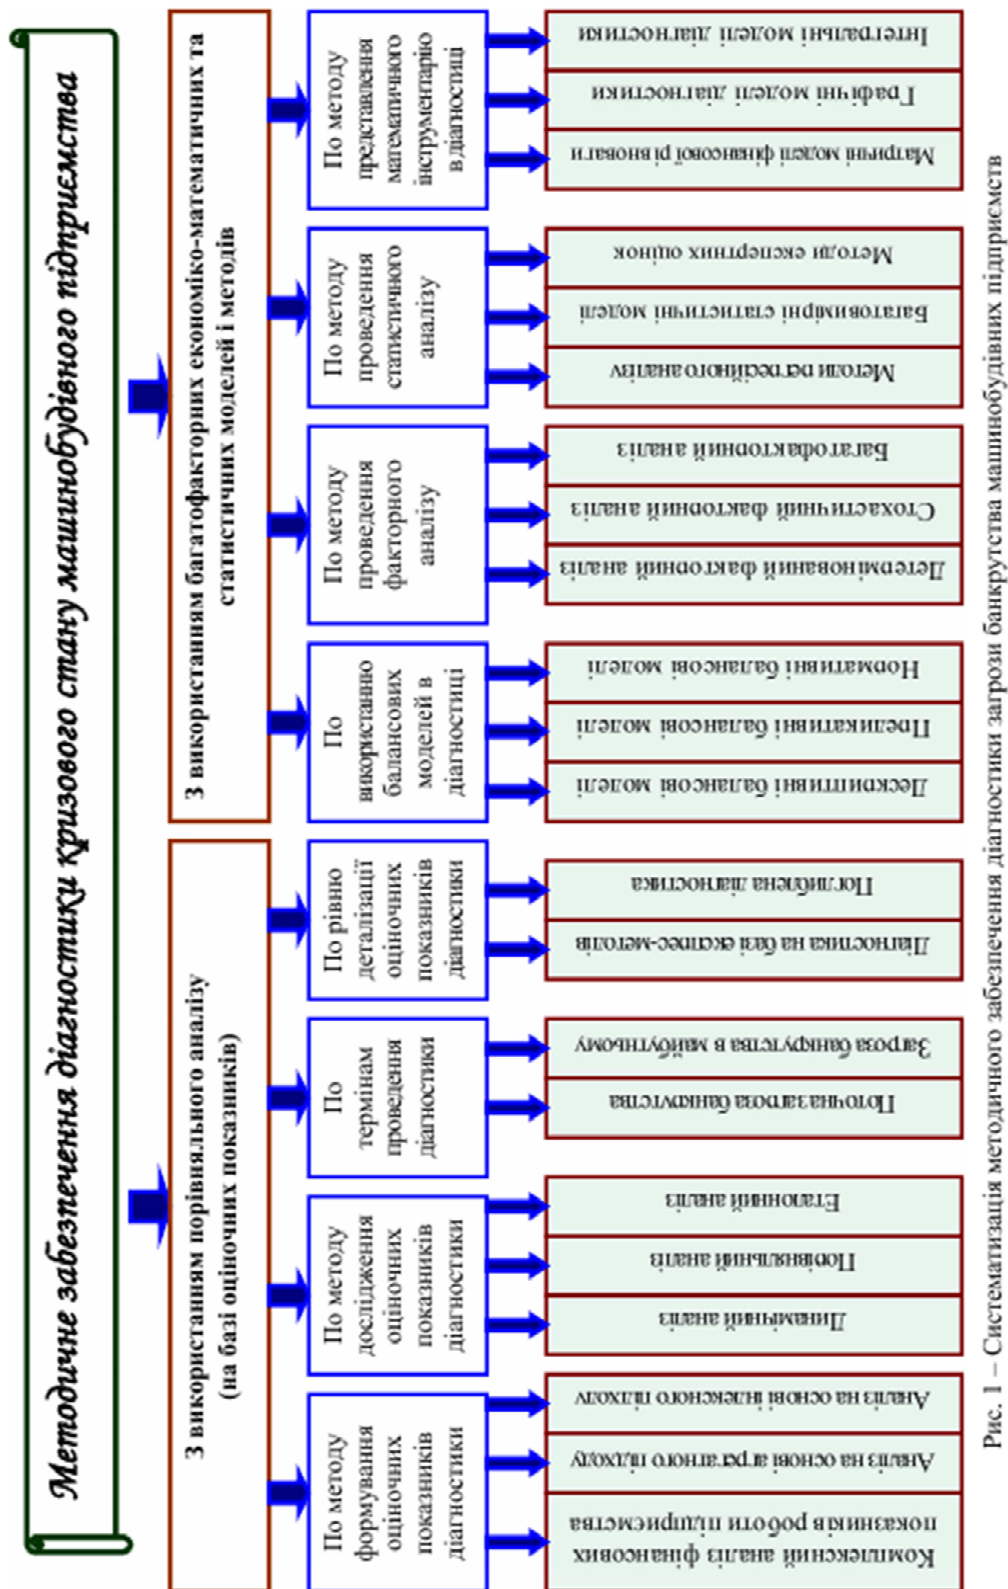 Методичне забезпечення діагностики кризового стану машинобудівного підприємства
З використанням порівняльного аналізу
(на базі оціночних показників)
З використанням багатофакторних економіко-математичних та
статистичних моделей і методів
По методу
формування
оціночних
показників
діагностики
По методу
дослідження
оціночних
показників
діагностики
По
термінам
проведення
діагностики
По рівню
деталізації
оціночних
показників
діагностики
По
використанню
балансових
моделей в
діагностиці
По методу
проведення
факторного
аналізу
По методу
проведення
статистичного
аналізу
По методу
представлення
математичного
інструментарію
в діагностиці
Комплексний аналіз фінансових
показників роботи підприємства
Аналіз на основі агрегатного підходу
Аналіз на основі індексного підходу
Динамічний аналіз
Порівняльний аналіз
Еталонний аналіз
Поточна загроза банкрутства
Загроза банкрутства в майбутньому
Діагностика на базі експрес-методів
Поглиблена діагностика
Дескриптивні балансові моделі
Предикативні балансові моделі
Нормативні балансові моделі
Детермінований факторний аналіз
Стохастичний факторний аналіз
Багатофакторний аналіз
Методи регресійного аналізу
Багатовимірні статистичні моделі
Методи експертних оцінок
Матричні моделі фінансової рівноваги
Графічні моделі діагностики
Інтегральні моделі діагностики
Рис. 1 – Систематизація методичного забезпечення діагностики загрози банкрутства машинобудівних підприємств